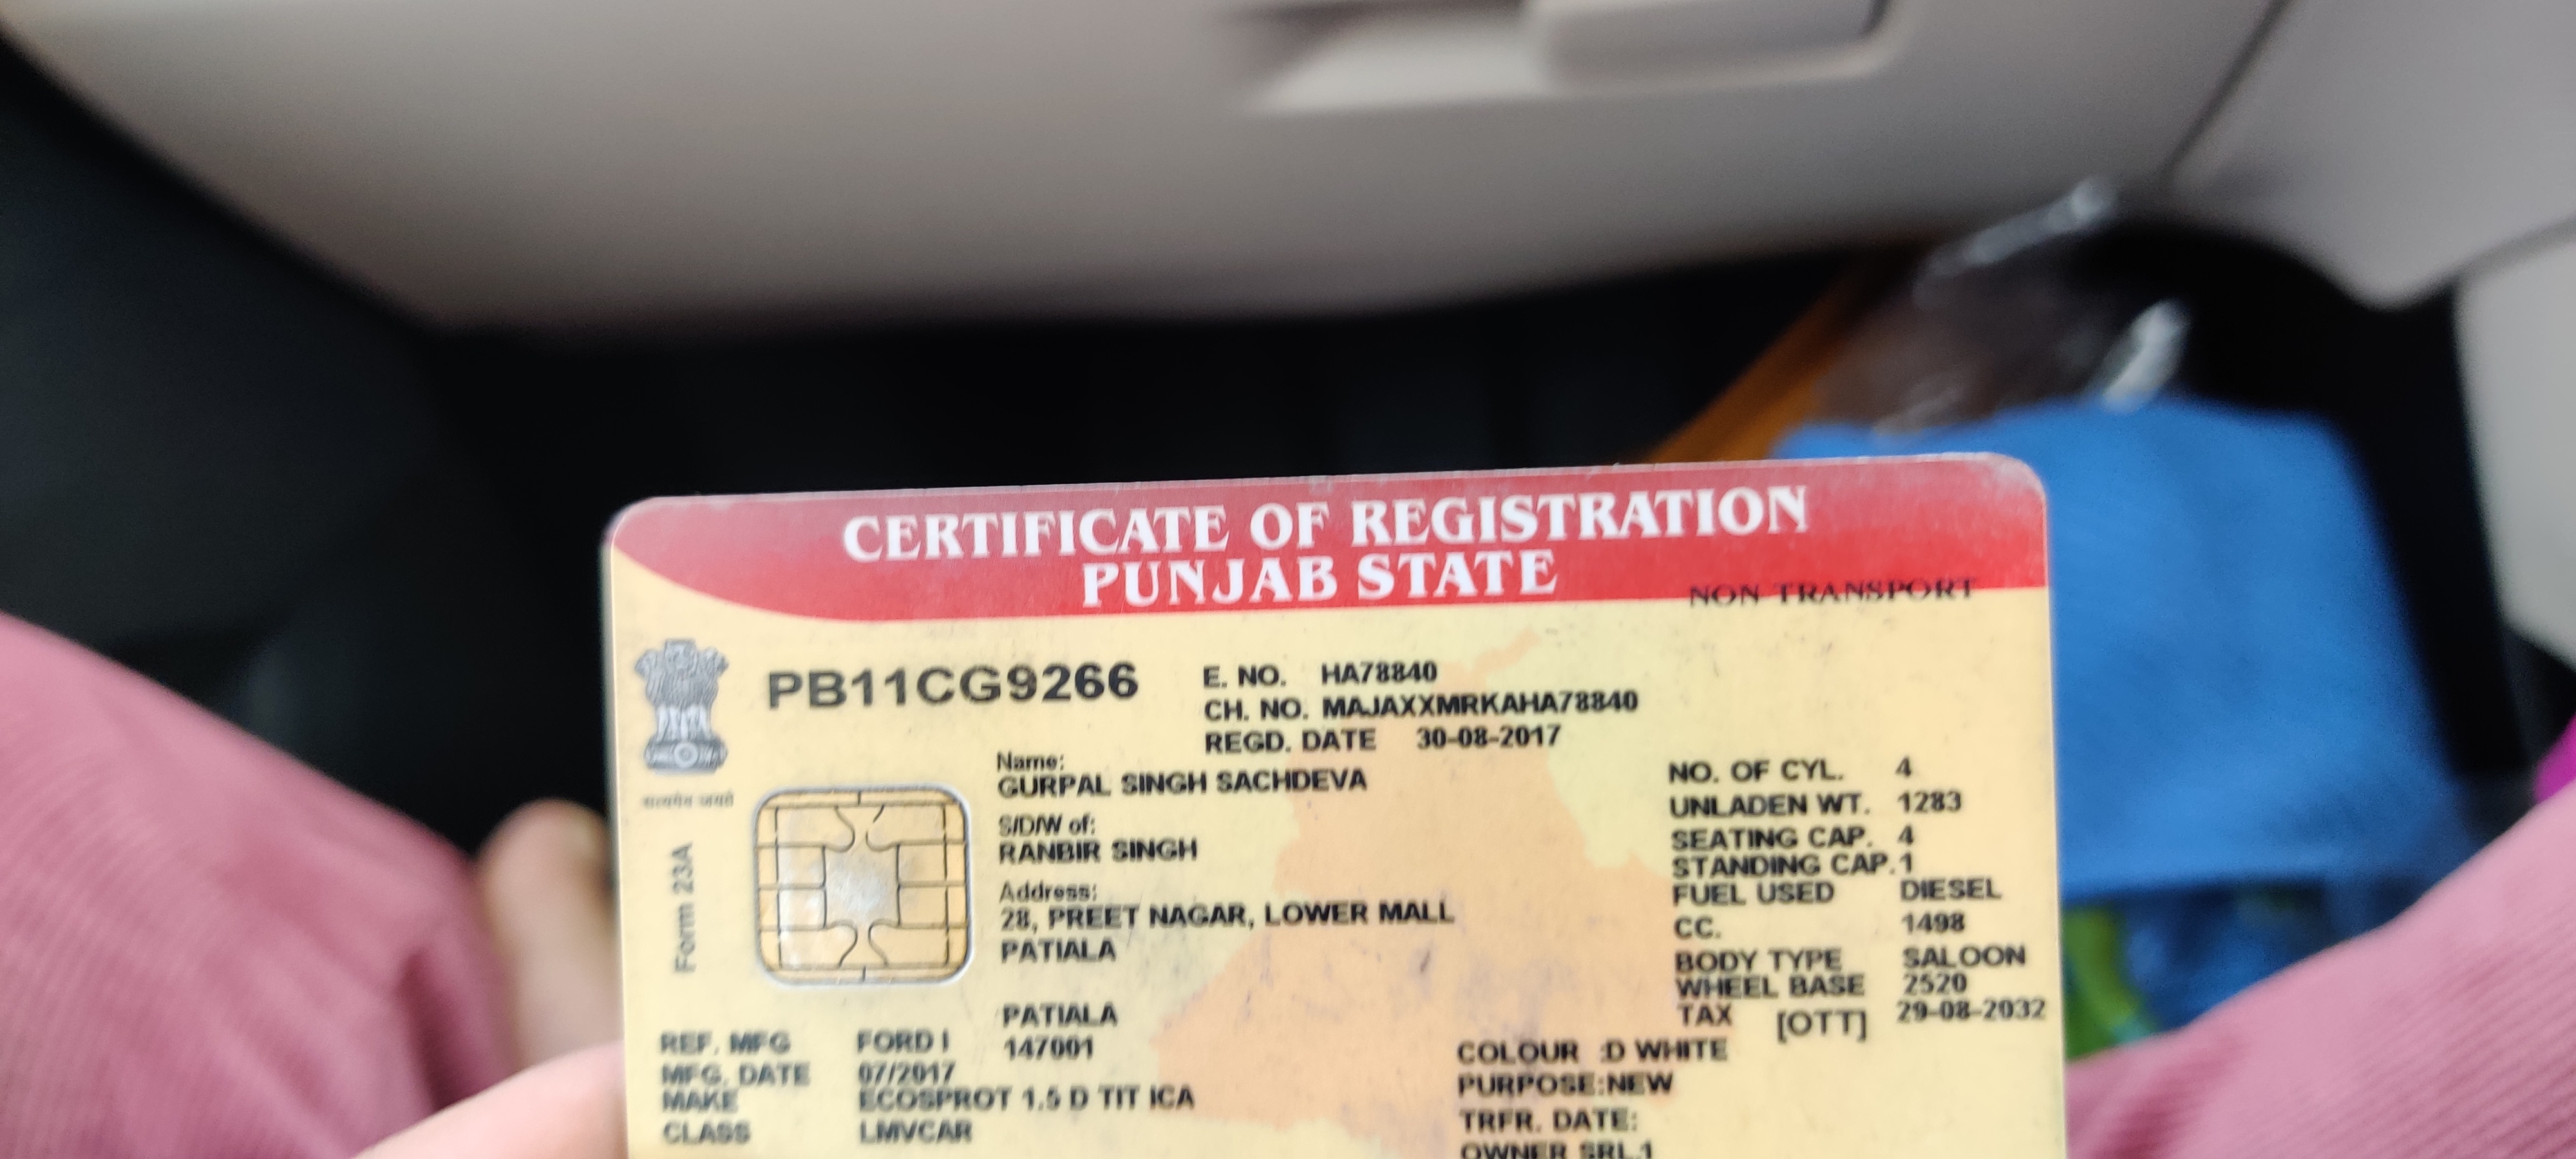 CERTIFICATE OF REGISTRATION
PUNJAB STATE
NON TRANSPORT
PB11CG9266
E. NO. HA78840
CH. NO. MAJAXXMRKAHA78840
REGD. DATE 30-08-2017
सत्यमेव जयते
Form 23A
Name:
GURPAL SINGH SACHDEVA
S/D/W of:
RANBIR SINGH
Address:
28, PREET NAGAR, LOWER MALL
PATIALA
PATIALA
147001
NO. OF CYL. 4
UNLADEN WT. 1283
SEATING CAP. 4
STANDING CAP.1
FUEL USED DIESEL
CC. 1498
BODY TYPE SALOON
WHEEL BASE 2520
TAX [OTT] 29-08-2032
REF. MFG FORD I
MFG. DATE 07/2017
MAKE ECOSPROT 1.5 D TIT ICA
CLASS LMVCAR
COLOUR :D WHITE
PURPOSE:NEW
TRFR. DATE:
OWNER SRL.1